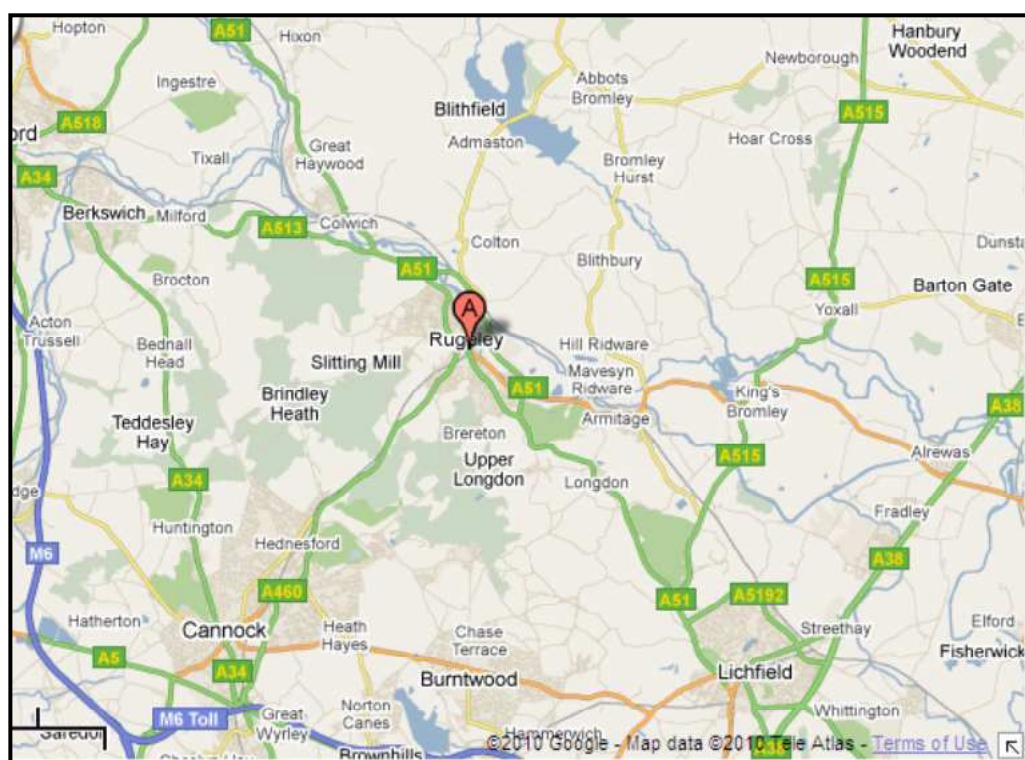 Hopton
A51
Hixon
Hanbury
Woodend
Newborough
Ingestre
Abbots
Bromley
Blithfield
A518
A515
ord
Admaston
Hoar Cross
Great
Haywood
Tixall
Bromley
Hurst
A34
Berkswich
Milford
A513
Colwich
Colton
Blithbury
A51
A515
Brocton
Barton Gate
Yoxall
A
Acton
Trussell
Bednall
Head
Rugeley
Hill Ridware
Slitting Mill
Mavesyn
Ridware
Brindley
Heath
A51
King's
Bromley
A38
Teddesley
Hay
Armitage
Brereton
Upper
Longdon
A515
Alrewas
A34
Longdon
dge
Huntington
Fradley
Hednesford
M6
A38
A460
A51
A5192
Hatherton
Cannock
Heath
Hayes
Chase
Terrace
Streethay
Elford
Fisherwick
A5
A34
Burntwood
Lichfield
M6 Toll
Great
Wyrley
Norton
Canes
Whittington
Hammerwich
Brownhills
©2010 Google - Map data ©2010 Tele Atlas - Terms of Use
A38